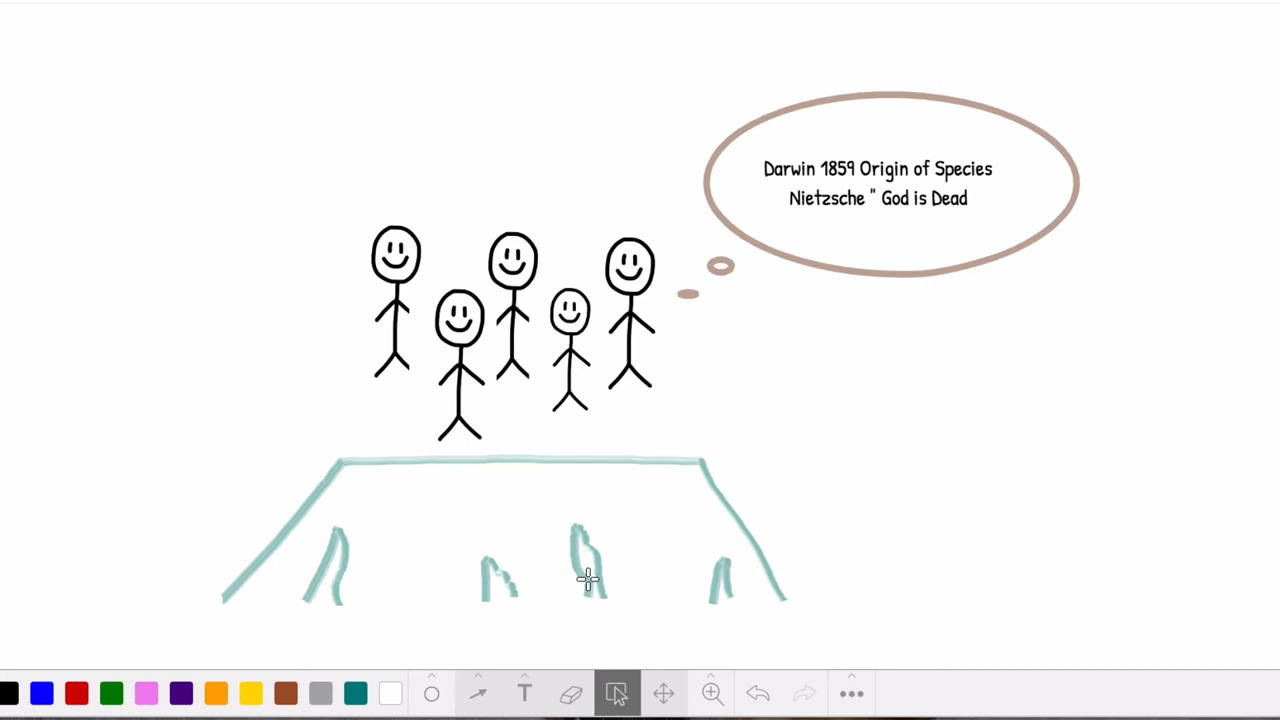 Darwin 1859 Origin of Species
Nietzsche " God is Dead
T